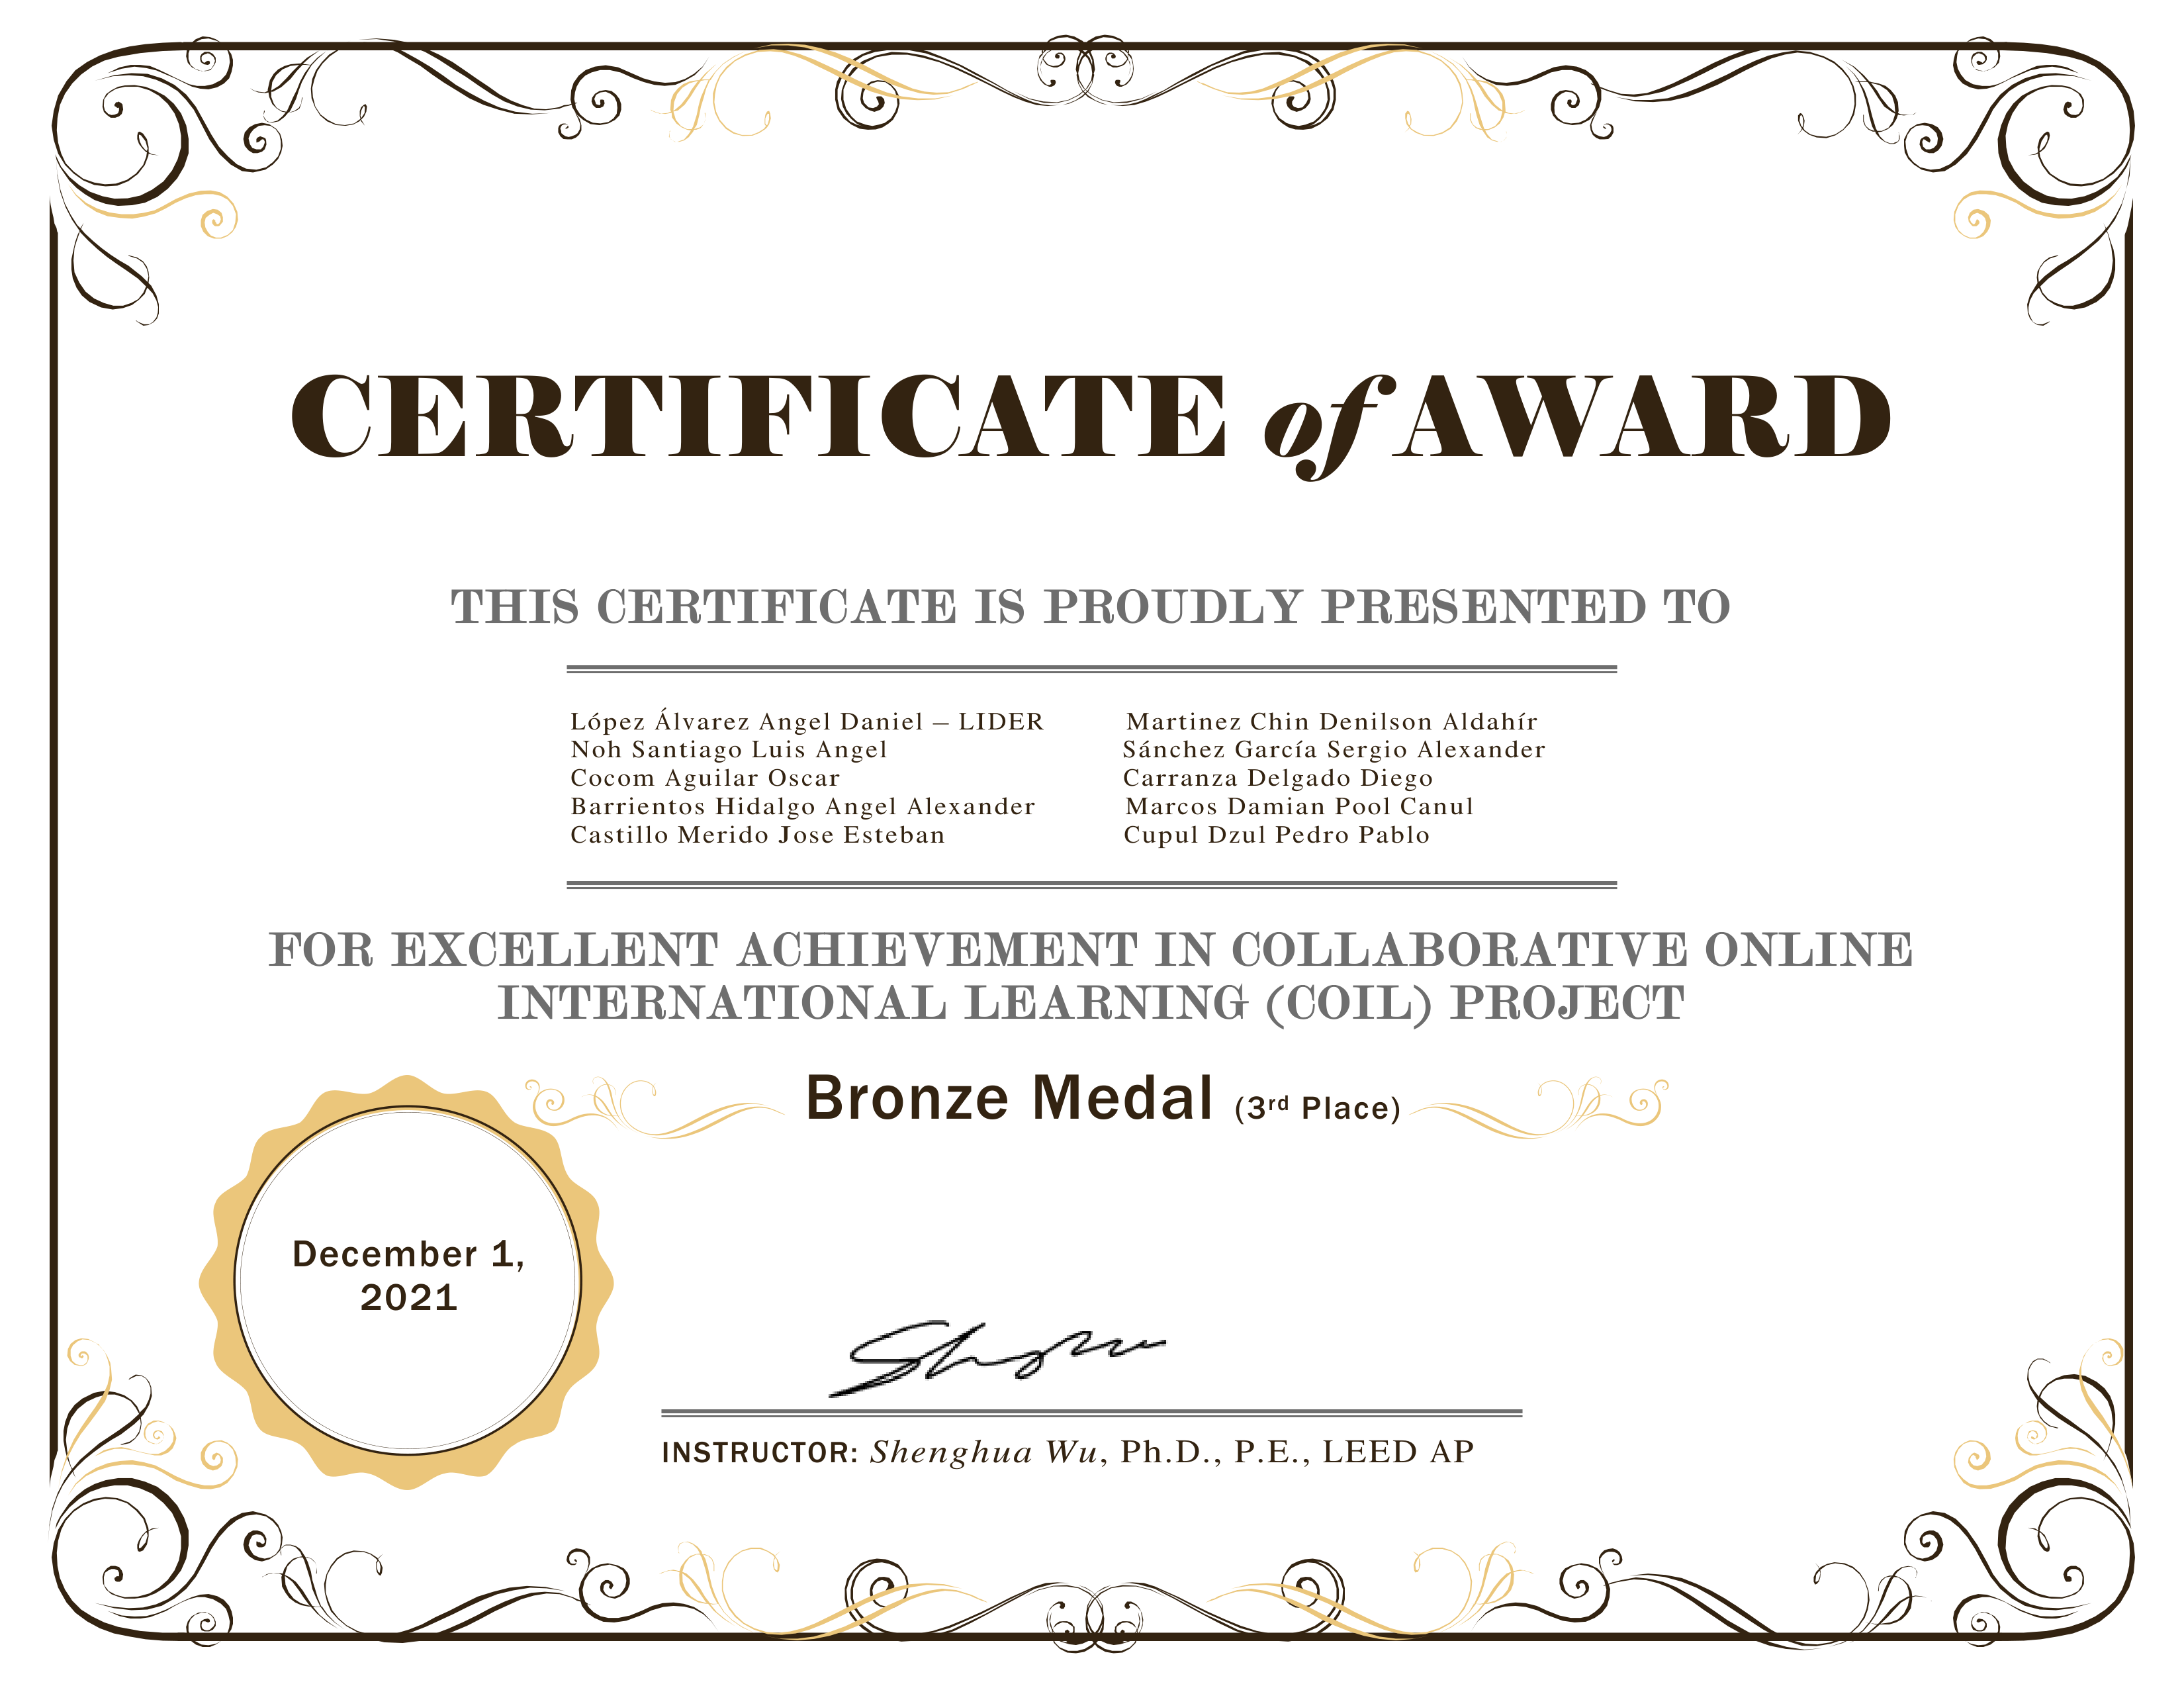 CERTIFICATE of AWARD
THIS CERTIFICATE IS PROUDLY PRESENTED TO
López Álvarez Angel Daniel – LIDER
Noh Santiago Luis Angel
Cocom Aguilar Oscar
Barrientos Hidalgo Angel Alexander
Castillo Merido Jose Esteban
Martinez Chin Denilson Aldahír
Sánchez García Sergio Alexander
Carranza Delgado Diego
Marcos Damian Pool Canul
Cupul Dzul Pedro Pablo
FOR EXCELLENT ACHIEVEMENT IN COLLABORATIVE ONLINE
INTERNATIONAL LEARNING (COIL) PROJECT
Bronze Medal (3rd Place)
December 1,
2021
INSTRUCTOR: Shenghua Wu, Ph.D., P.E., LEED AP